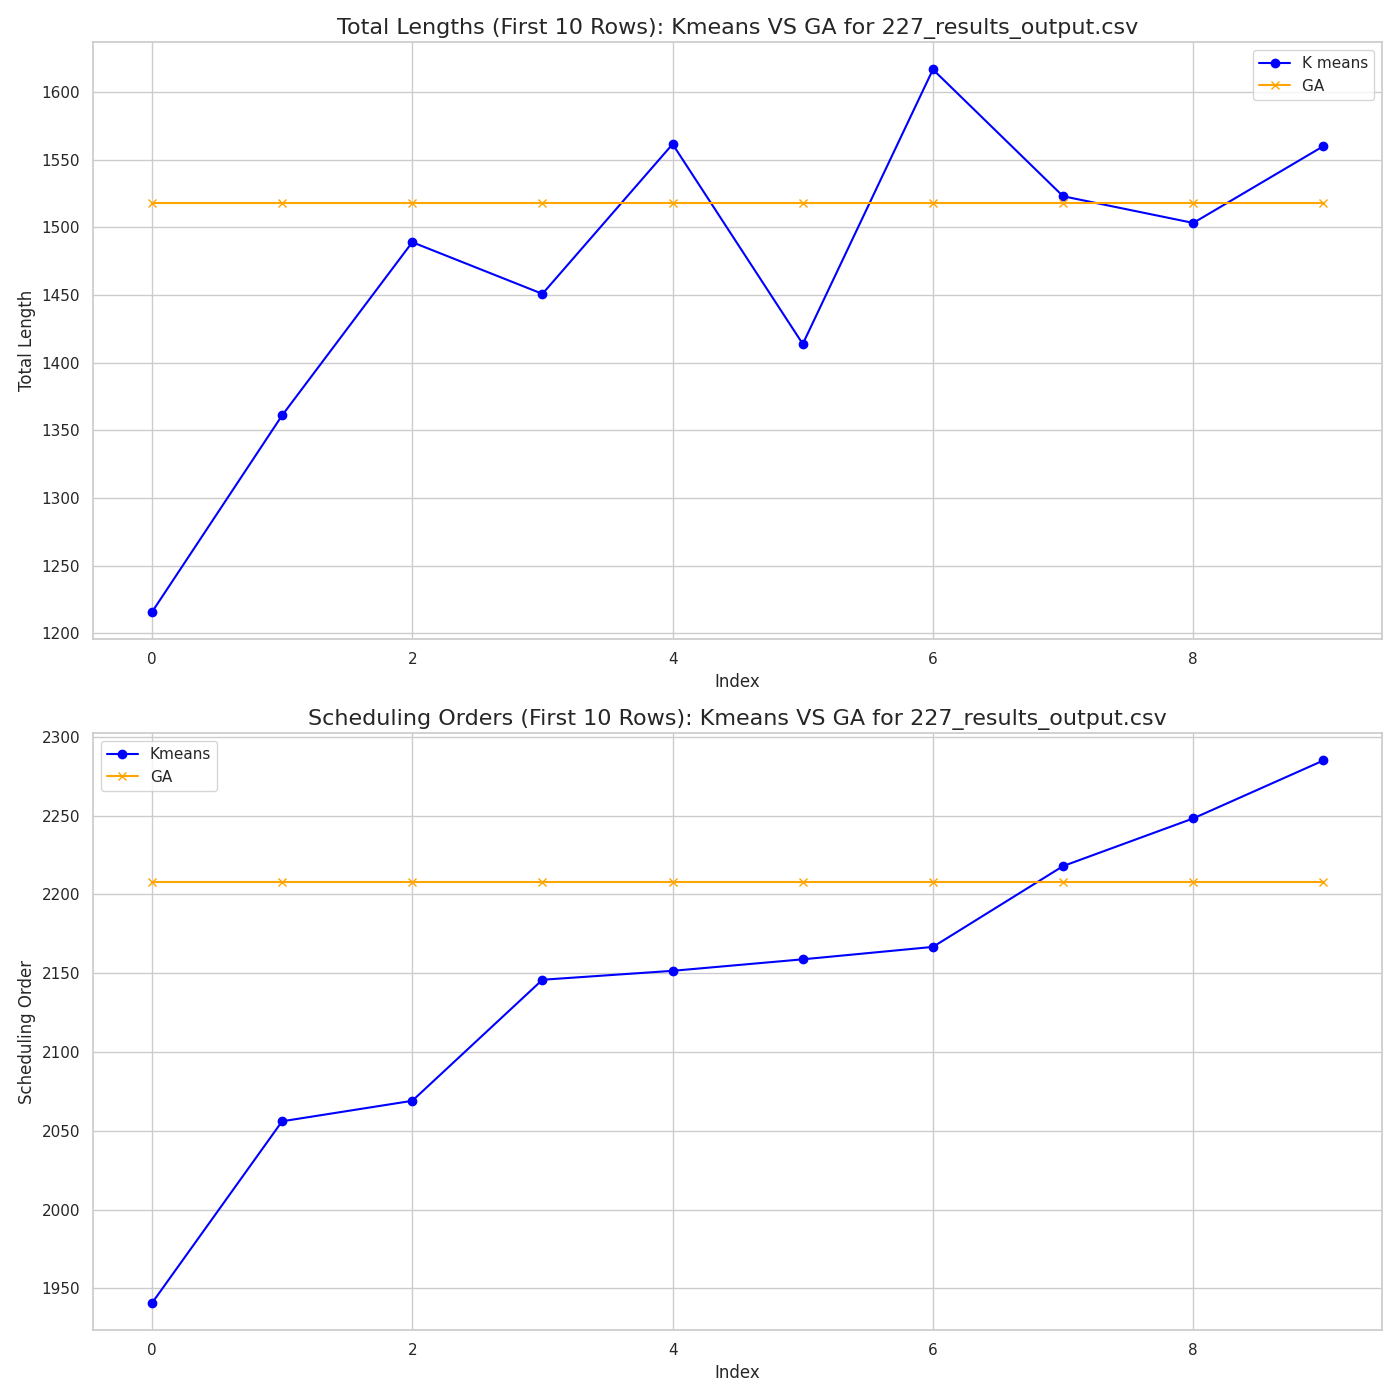 Total Lengths (First 10 Rows): Kmeans VS GA for 227_results_output.csv
K means
GA
Total Length
1600
1550
1500
1450
1400
1350
1300
1250
1200
0 2 4 6 8
Index
Scheduling Orders (First 10 Rows): Kmeans VS GA for 227_results_output.csv
Kmeans
GA
Scheduling Order
2300
2250
2200
2150
2100
2050
2000
1950
0 2 4 6 8
Index